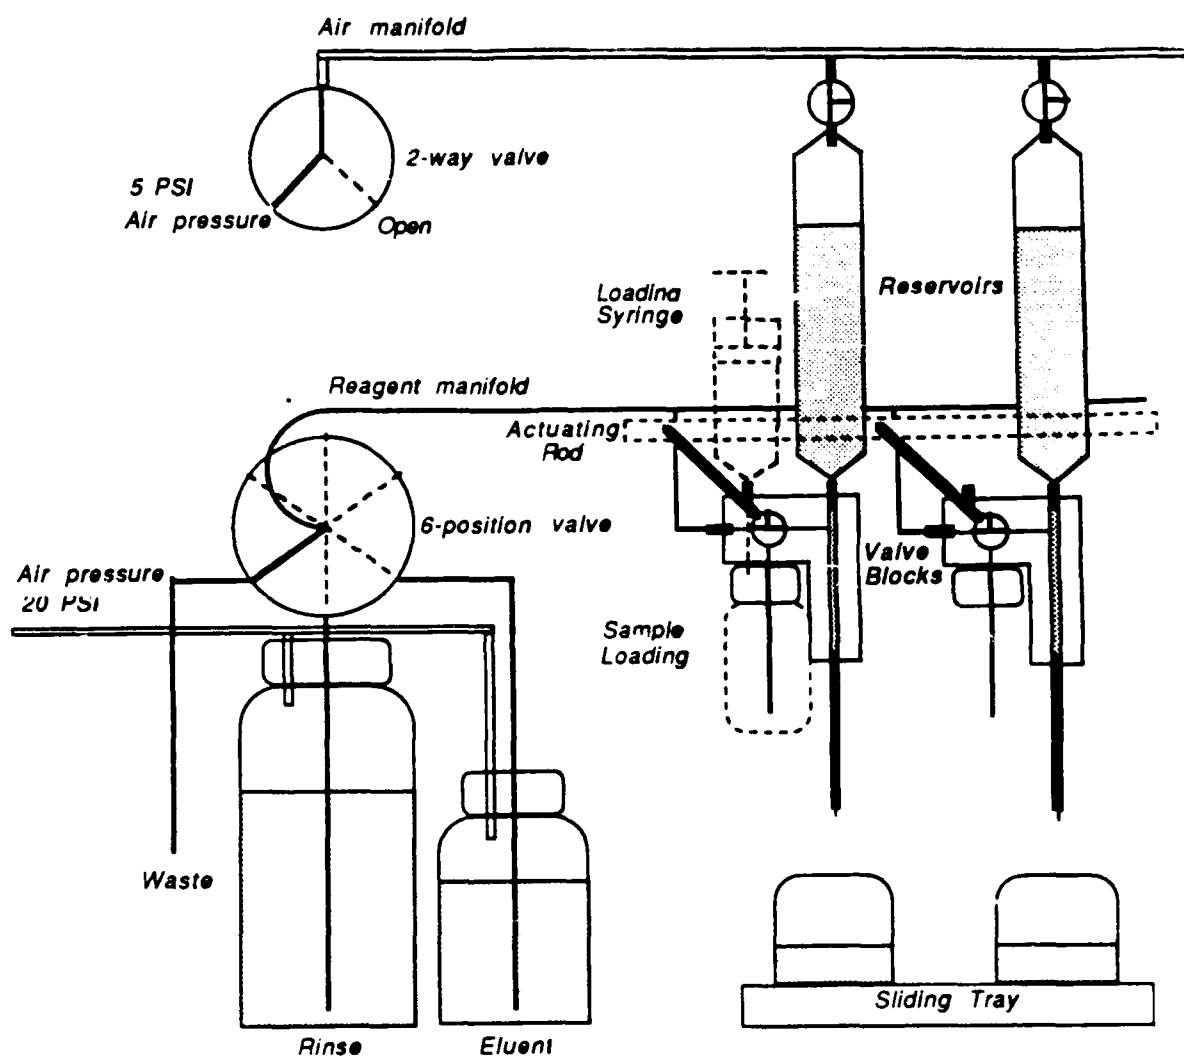 Air manifold
2-way valve
5 PSI
Air pressure
Open
Loading
Syringe
Reservoirs
Reagent manifold
Actuating
Rod
6-position valve
Air pressure
20 PSI
Valve
Blocks
Sample
Loading
Waste
Sliding Tray
Rinse
Eluent